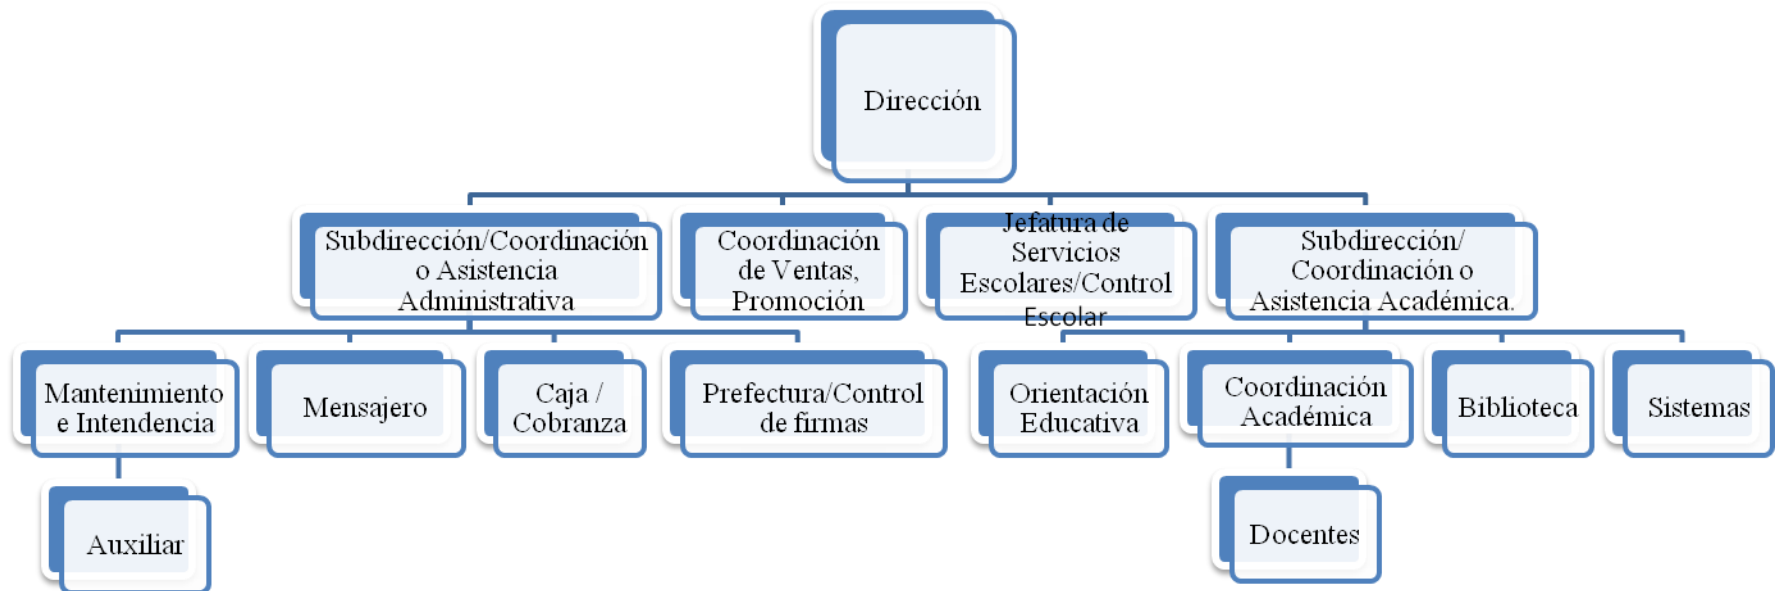 Dirección
Subdirección/Coordinación
o Asistencia
Administrativa
Coordinación
de Ventas,
Promoción
Jefatura de
Servicios
Escolares/Control
Escolar
Subdirección/
Coordinación o
Asistencia Académica.
Mantenimiento
e Intendencia
Mensajero
Caja /
Cobranza
Prefectura/Control
de firmas
Orientación
Educativa
Coordinación
Académica
Biblioteca
Sistemas
Auxiliar
Docentes